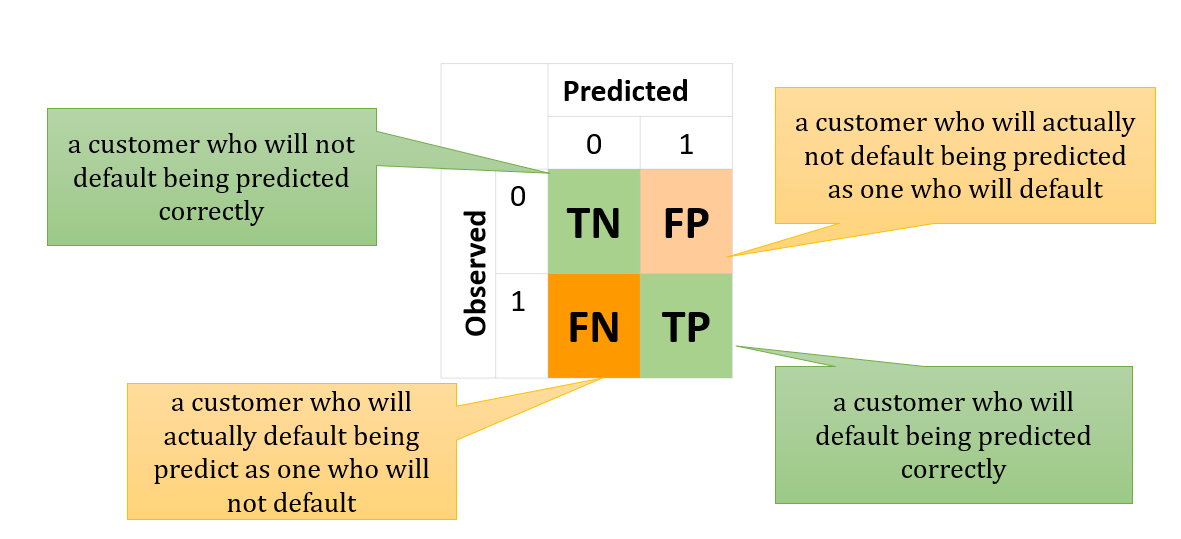 Predicted
0 1
a customer who will not
default being predicted
correctly
a customer who will actually
not default being predicted
as one who will default
Observed
0 TN FP
1 FN TP
a customer who will
actually default being
predict as one who will
not default
a customer who will
default being predicted
correctly